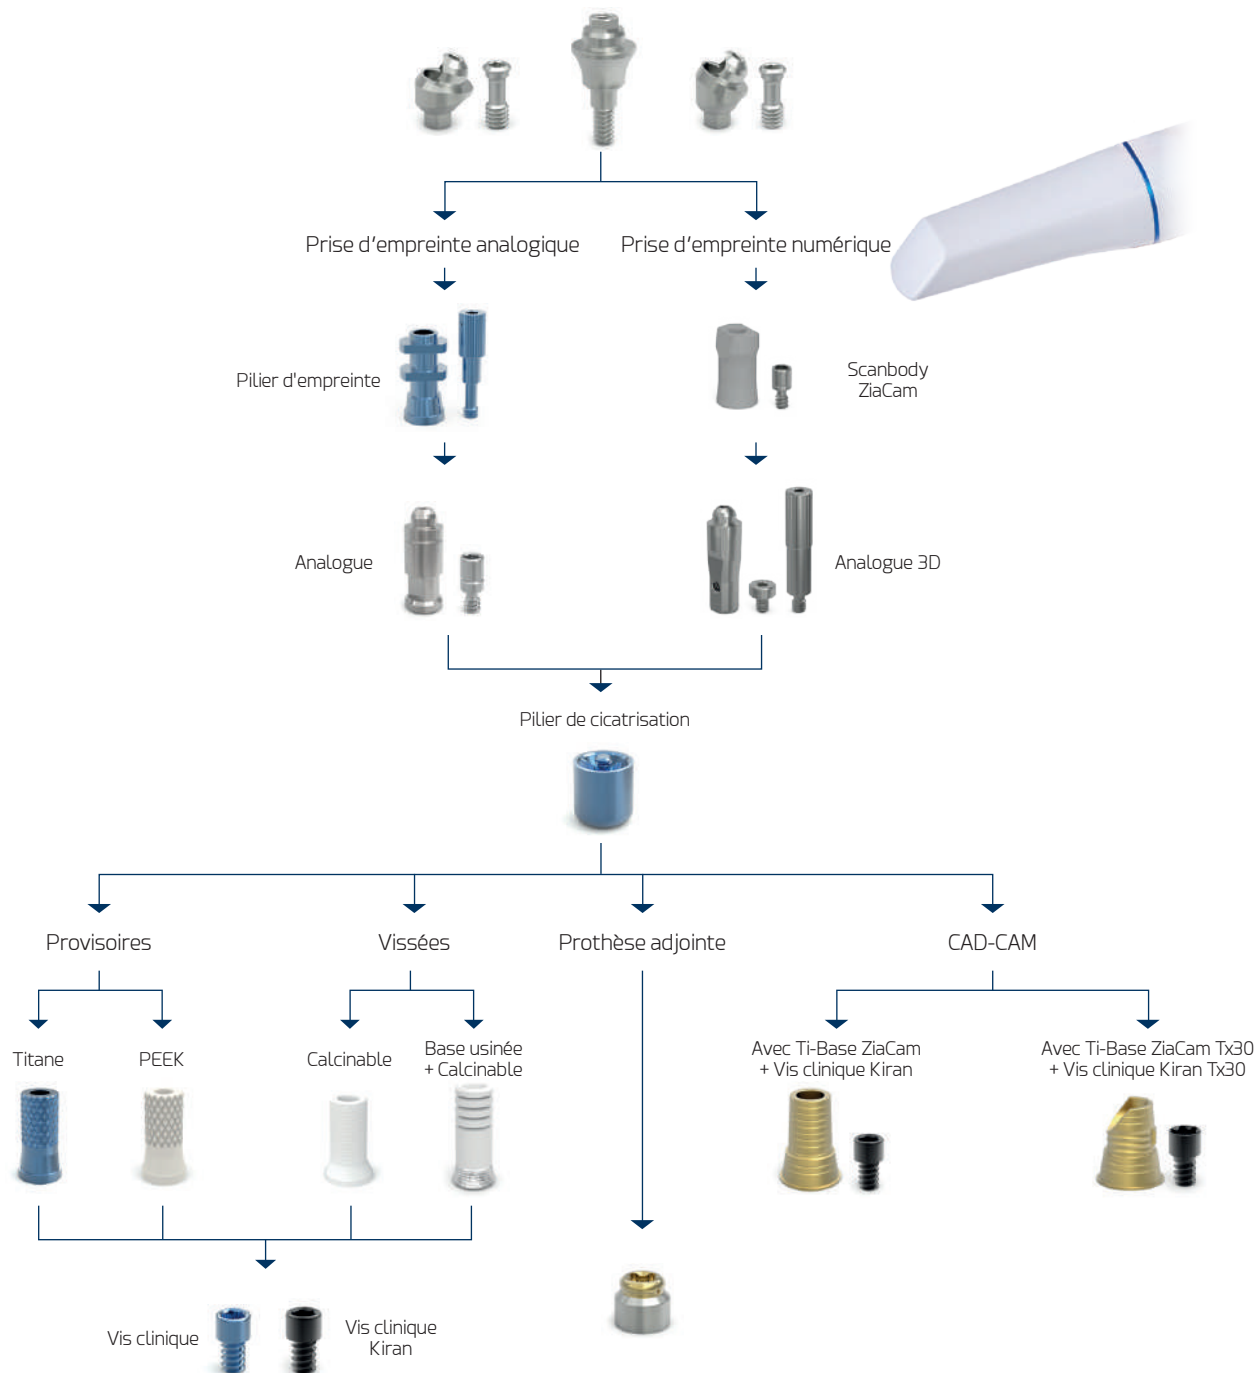 Prise d'empreinte analogique
Prise d'empreinte numérique
Pilier d'empreinte
Scanbody
ZiaCam
Analogue
Analogue 3D
Pilier de cicatrisation
Provisoires
Vissées
Prothèse adjointe
CAD-CAM
Titane
PEEK
Calcinable
Base usinée
+ Calcinable
Avec Ti-Base ZiaCam
+ Vis clinique Kiran
Avec Ti-Base ZiaCam Tx30
+ Vis clinique Kiran Tx30
Vis clinique
Vis clinique
Kiran